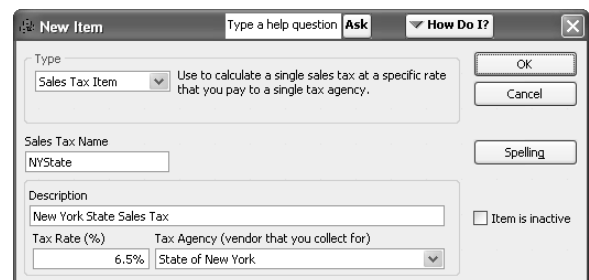 New Item
Type a help question Ask
How Do I?
Type
Sales Tax Item
Use to calculate a single sales tax at a specific rate
that you pay to a single tax agency.
OK
Cancel
Sales Tax Name
NYState
Spelling
Description
New York State Sales Tax
Item is inactive
Tax Rate (%) Tax Agency (vendor that you collect for)
6.5% State of New York